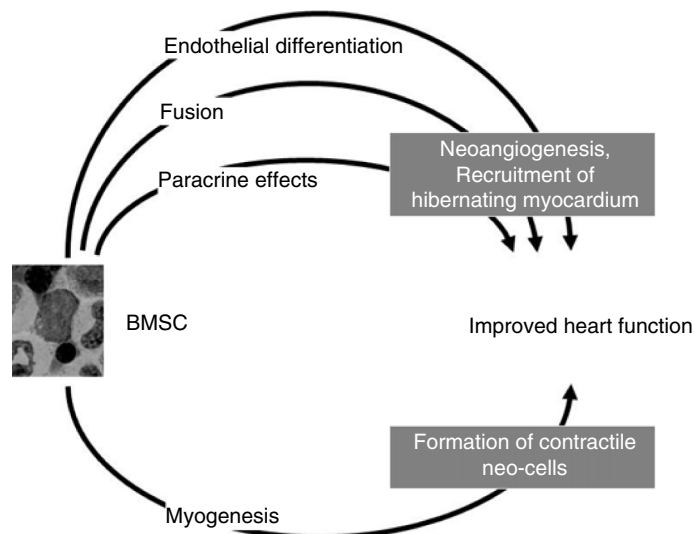 Endothelial differentiation
Fusion
Paracrine effects
Neoangiogenesis,
Recruitment of
hibernating myocardium
BMSC
Improved heart function
Formation of contractile
neo-cells
Myogenesis